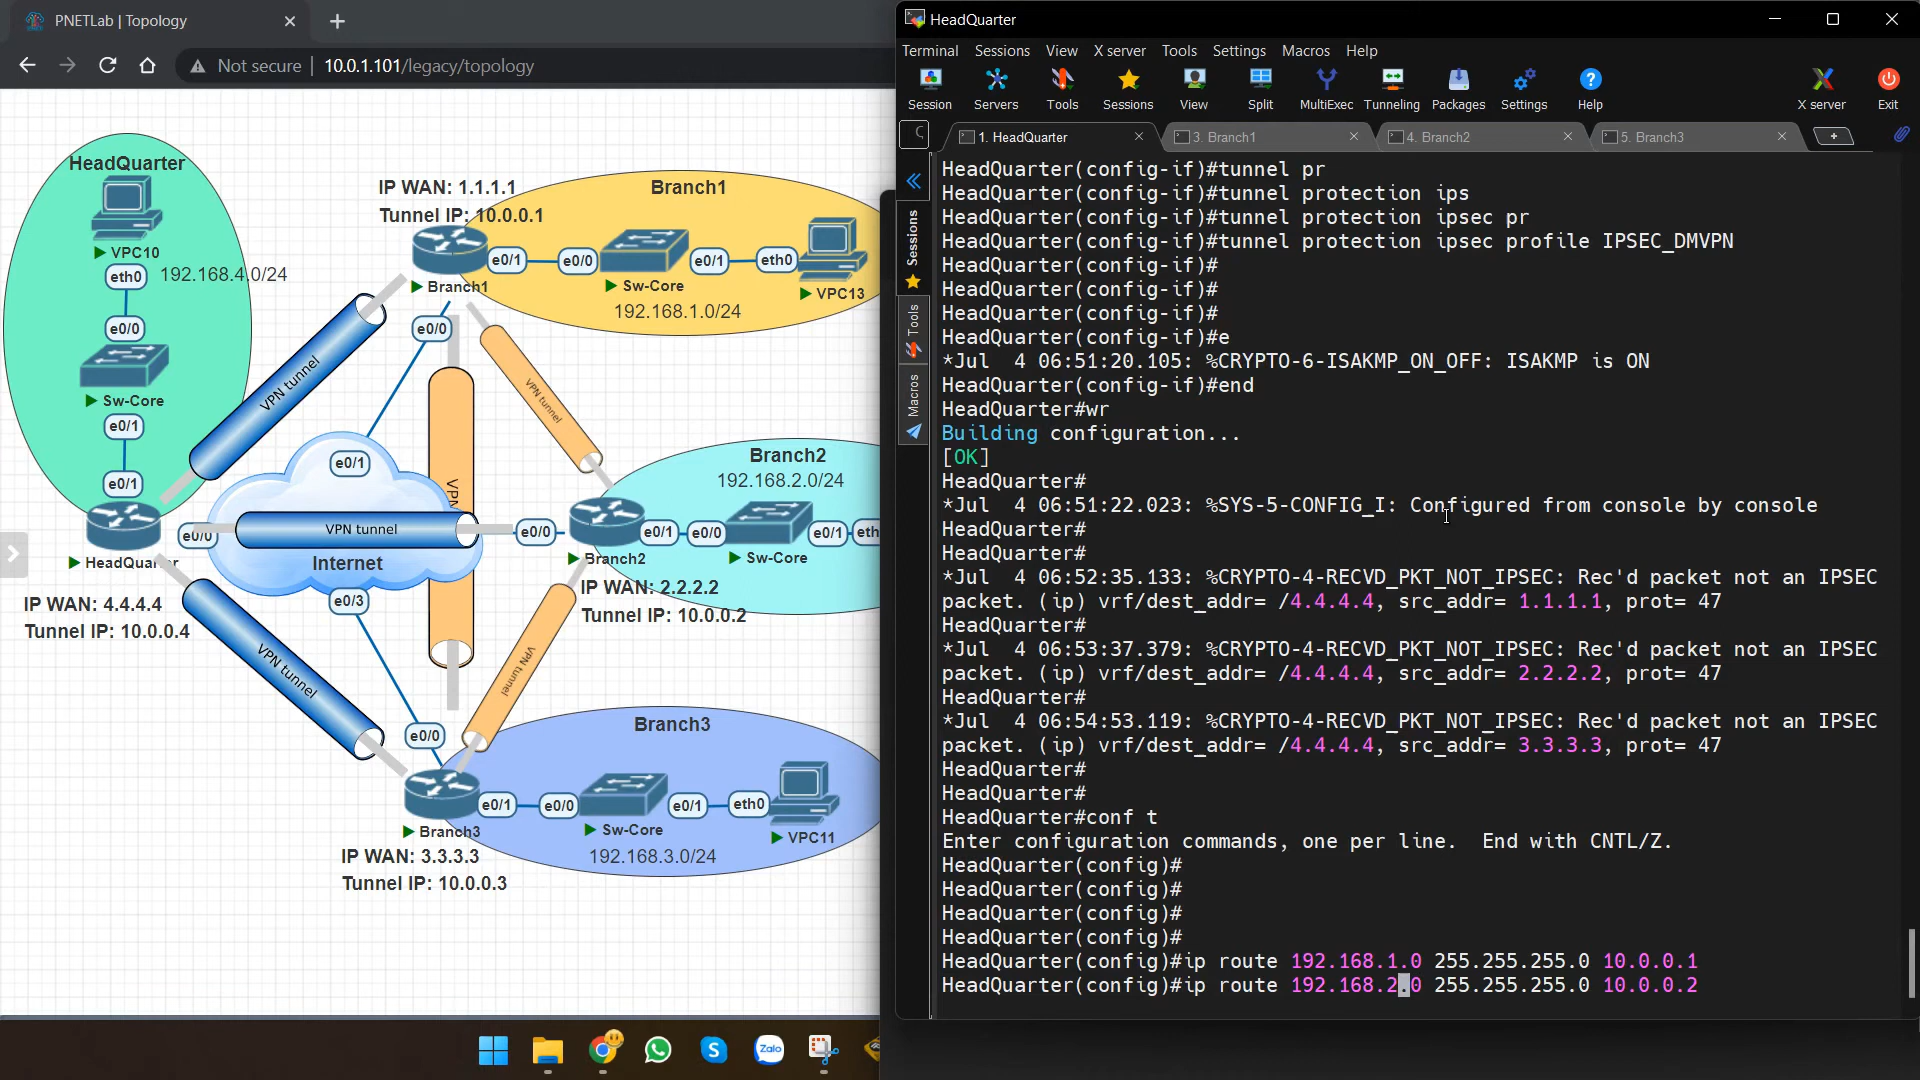 PNETLab | Topology
Not secure
10.0.1.101/legacy/topology
HeadQuarter
VPC10
eth0
192.168.4.0/24
e0/0
Sw-Core
e0/1
e0/1
HeadQuarter
e0/0
IP WAN: 4.4.4.4
Tunnel IP: 10.0.0.4
IP WAN: 1.1.1.1
Tunnel IP: 10.0.0.1
Branch1
e0/1
e0/0
e0/1
eth0
Branch1
Sw-Core
VPC13
192.168.1.0/24
e0/0
VPN tunnel
VPN tunnel
e0/1
VPN
VPN tunnel
Internet
e0/3
e0/0
Branch2
192.168.2.0/24
e0/1
e0/0
e0/1
eth
Branch2
Sw-Core
IP WAN: 2.2.2.2
Tunnel IP: 10.0.0.2
VPN tunnel
VPN tunnel
e0/0
Branch3
e0/1
e0/0
e0/1
eth0
Branch3
Sw-Core
VPC11
192.168.3.0/24
IP WAN: 3.3.3.3
Tunnel IP: 10.0.0.3
Zalo
HeadQuarter
Terminal Sessions View X server Tools Settings Macros Help
Session Servers Tools Sessions View Split MultiExec Tunneling Packages Settings Help X server Exit
1. HeadQuarter
3. Branch1
4. Branch2
5. Branch3
Sessions
Tools
Macros
HeadQuarter(config-if)#tunnel pr
HeadQuarter(config-if)#tunnel protection ips
HeadQuarter(config-if)#tunnel protection ipsec pr
HeadQuarter(config-if)#tunnel protection ipsec profile IPSEC_DMVPN
HeadQuarter(config-if)#
HeadQuarter(config-if)#
HeadQuarter(config-if)#
HeadQuarter(config-if)#e
*Jul  4 06:51:20.105: %CRYPTO-6-ISAKMP_ON_OFF: ISAKMP is ON
HeadQuarter(config-if)#end
HeadQuarter#wr
Building configuration...
[OK]
HeadQuarter#
*Jul  4 06:51:22.023: %SYS-5-CONFIG_I: Configured from console by console
HeadQuarter#
HeadQuarter#
*Jul  4 06:52:35.133: %CRYPTO-4-RECVD_PKT_NOT_IPSEC: Rec'd packet not an IPSEC
packet. (ip) vrf/dest_addr= /4.4.4.4, src_addr= 1.1.1.1, prot= 47
HeadQuarter#
*Jul  4 06:53:37.379: %CRYPTO-4-RECVD_PKT_NOT_IPSEC: Rec'd packet not an IPSEC
packet. (ip) vrf/dest_addr= /4.4.4.4, src_addr= 2.2.2.2, prot= 47
HeadQuarter#
*Jul  4 06:54:53.119: %CRYPTO-4-RECVD_PKT_NOT_IPSEC: Rec'd packet not an IPSEC
packet. (ip) vrf/dest_addr= /4.4.4.4, src_addr= 3.3.3.3, prot= 47
HeadQuarter#
HeadQuarter#
HeadQuarter#conf t
Enter configuration commands, one per line.  End with CNTL/Z.
HeadQuarter(config)#
HeadQuarter(config)#
HeadQuarter(config)#
HeadQuarter(config)#
HeadQuarter(config)#ip route 192.168.1.0 255.255.255.0 10.0.0.1
HeadQuarter(config)#ip route 192.168.2.0 255.255.255.0 10.0.0.2